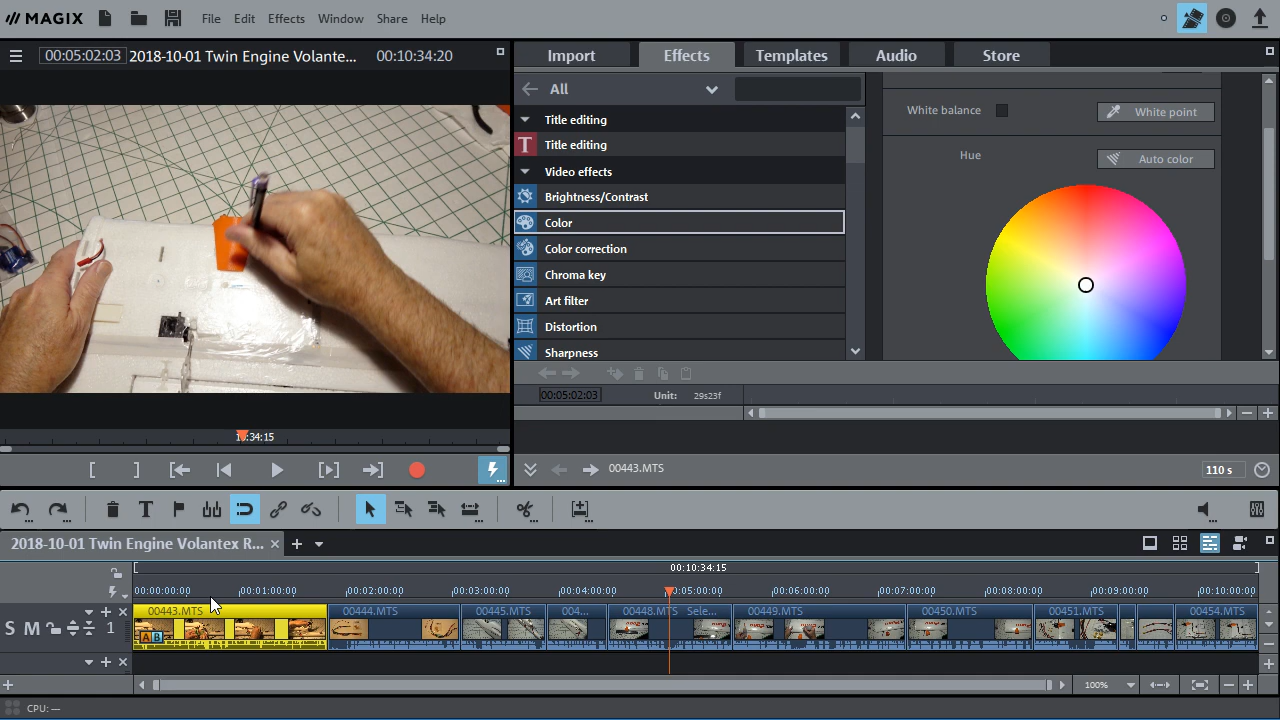 MAGIX File Edit Effects Window Share Help
00:05:02:03 2018-10-01 Twin Engine Volante... 00:10:34:20
Import Effects Templates Audio Store
All
Title editing
T Title editing
Video effects
Brightness/Contrast
Color
Color correction
Chroma key
Art filter
Distortion
Sharpness
White balance White point
Hue Auto color
00:05:02:03 Unit: 29s23f
:34:15
00443.MTS 110 s
2018-10-01 Twin Engine Volantex R...
00:10:34:15
00:00:00:00 00:01:00:00 00:02:00:00 00:03:00:00 00:04:00:00 00:05:00:00 00:06:00:00 00:07:00:00 00:08:00:00 00:09:00:00 00:10:00:00
00443.MTS 00444.MTS 00445.MTS 004... 00448.MTS Sele... 00449.MTS 00450.MTS 00451.MTS 00454.MTS
S M 1
A B
100%
CPU: —